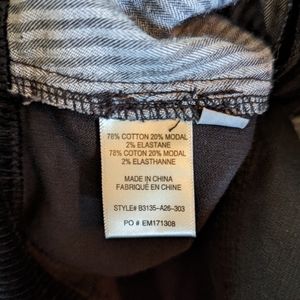 78% COTTON 20% MODAL
2% ELASTANE
78% COTTON 20% MODAL
2% ELASTHANNE
MADE IN CHINA
FABRIQUÉ EN CHINE
STYLE# B3135-A26-303
PO # EM171308